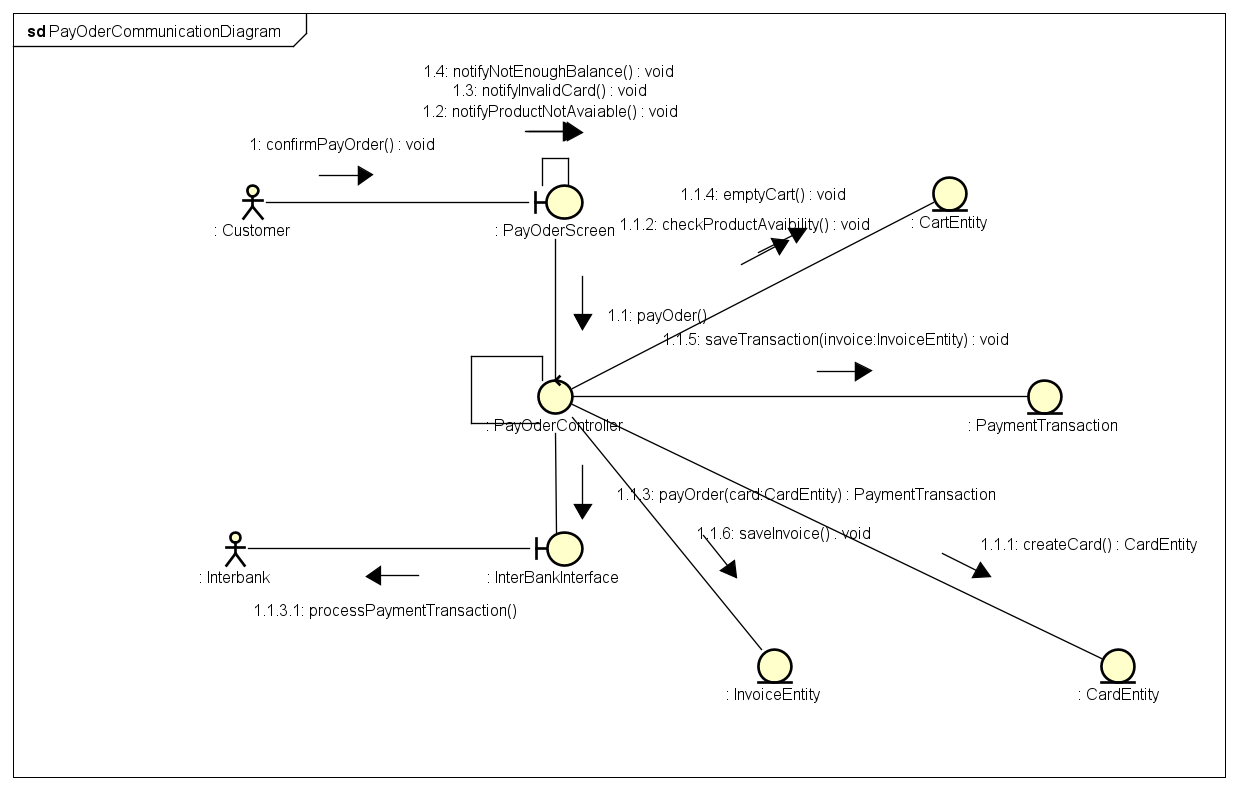 sd PayOderCommunicationDiagram
1.4: notifyNotEnoughBalance() : void
1.3: notifyInvalidCard() : void
1.2: notifyProductNotAvaiable() : void
1: confirmPayOrder() : void
: Customer
: PayOderScreen
1.1.4: emptyCart() : void
1.1.2: checkProductAvaibility() : void
: CartEntity
1.1: payOder()
1.1.5: saveTransaction(invoice:InvoiceEntity) : void
: PayOderController
: PaymentTransaction
1.1.3: payOrder(card:CardEntity) : PaymentTransaction
1.1.6: saveInvoice() : void
1.1.1: createCard() : CardEntity
: Interbank
: InterBankInterface
1.1.3.1: processPaymentTransaction()
: InvoiceEntity
: CardEntity